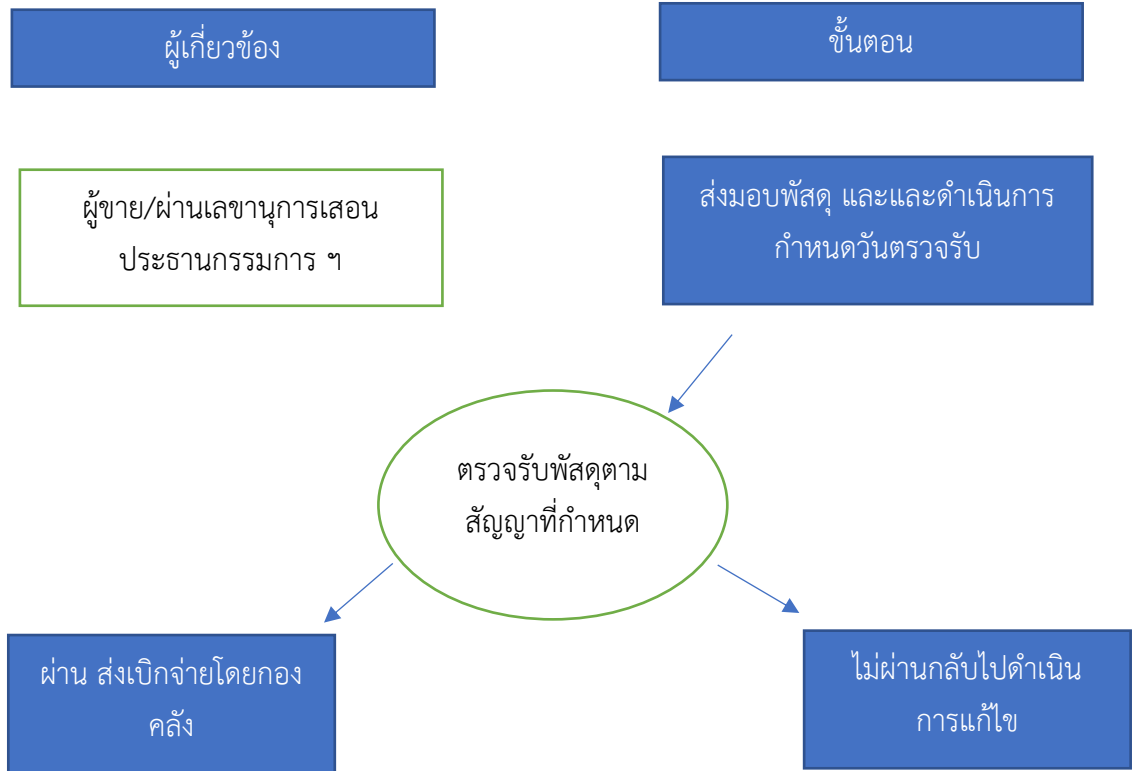 ผู้เกี่ยวข้อง
ขั้นตอน
ผู้ขาย/ผ่านเลขานุการเสอน
ประธานกรรมการ ฯ
ส่งมอบพัสดุ และและดำเนินการ
กำหนดวันตรวจรับ
ตรวจรับพัสดุตาม
สัญญาที่กำหนด
ผ่าน ส่งเบิกจ่ายโดยกอง
คลัง
ไม่ผ่านกลับไปดำเนิน
การแก้ไข